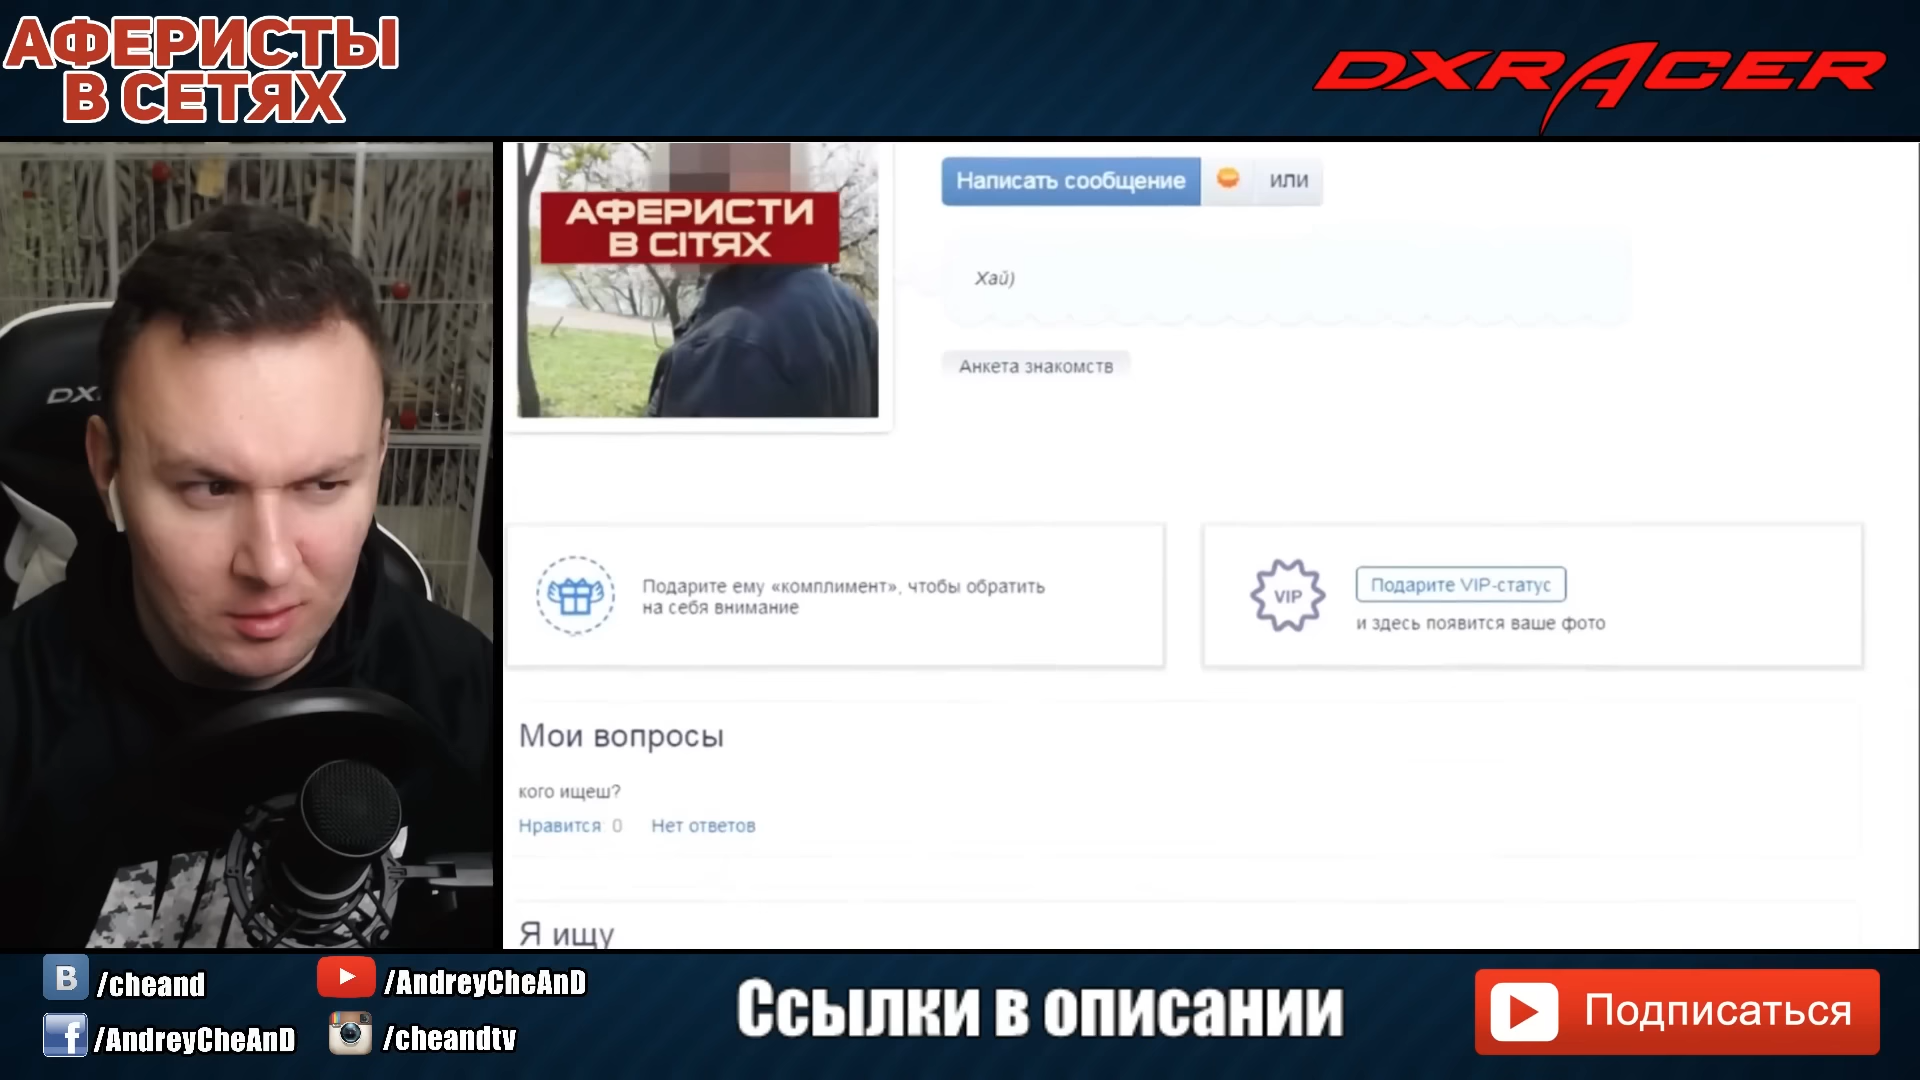 АФЕРИСТЫ
В СЕТЯХ
DXRACER
DX
АФЕРИСТИ
В СІТЯХ
Написать сообщение
или
Хай)
Анкета знакомств
Подарите ему «комплимент», чтобы обратить
на себя внимание
VIP
Подарите VIP-статус
и здесь появится ваше фото
Мои вопросы
кого ищеш?
Нравится: 0 Нет ответов
Я ищу
В /cheand
/AndreyCheAnD
f /AndreyCheAnD
/cheandtv
Ссылки в описании
Подписаться